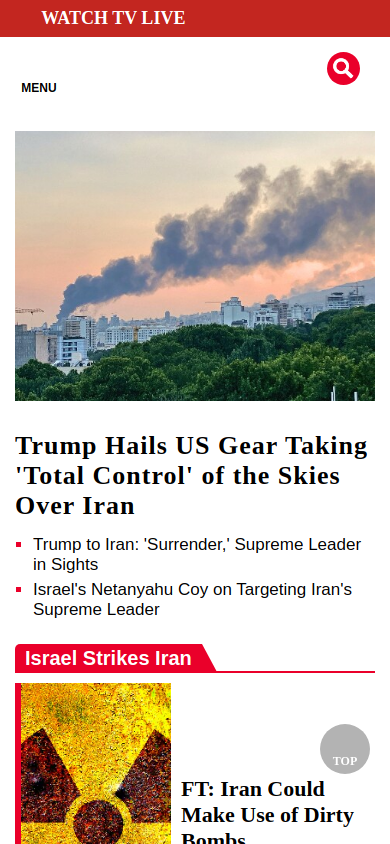 WATCH TV LIVE
MENU
Trump Hails US Gear Taking
'Total Control' of the Skies
Over Iran
Trump to Iran: 'Surrender,' Supreme Leader
in Sights
Israel's Netanyahu Coy on Targeting Iran's
Supreme Leader
Israel Strikes Iran
TOP
FT: Iran Could
Make Use of Dirty
Bombs